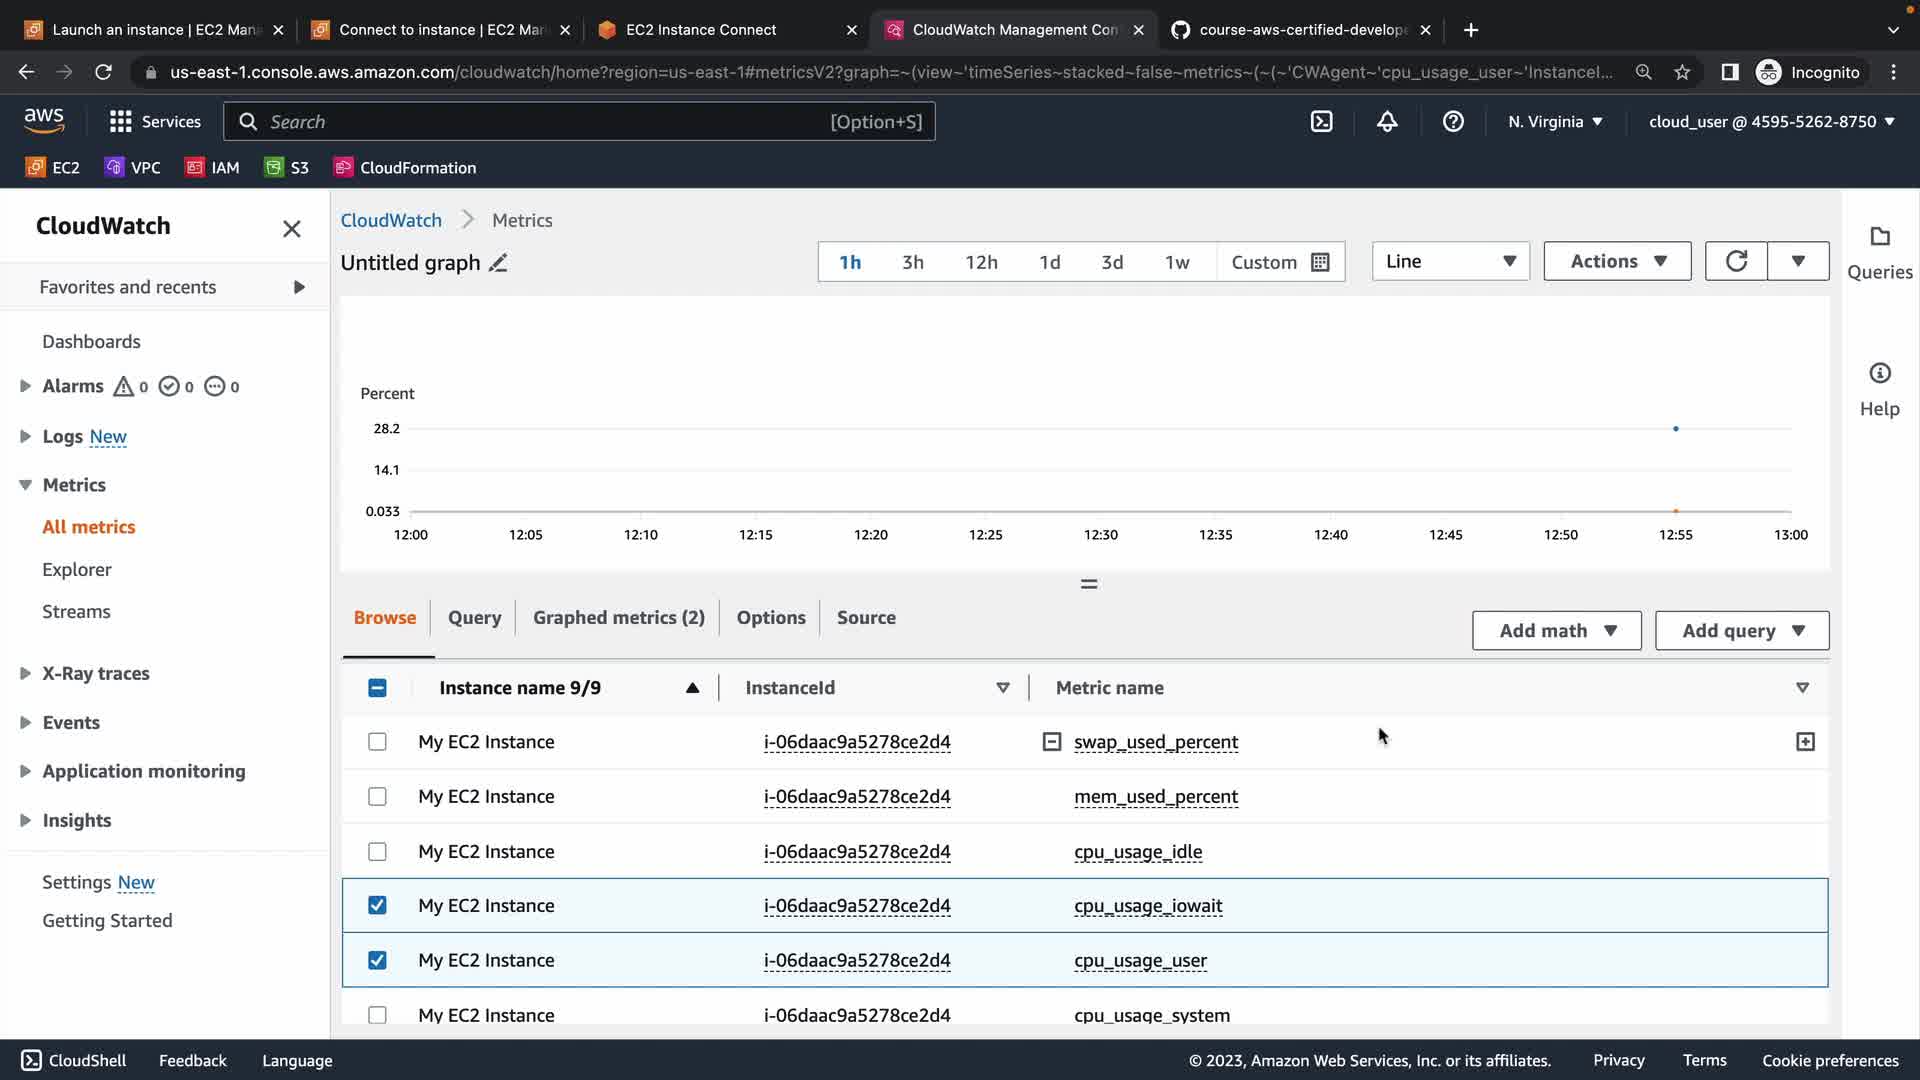 Launch an instance | EC2 Mana
Connect to instance | EC2 Man
EC2 Instance Connect
CloudWatch Management Con
course-aws-certified-develope
us-east-1.console.aws.amazon.com/cloudwatch/home?region=us-east-1#metricsV2?graph=~(view~'timeSeries~stacked~false~metrics~(~(~'CWAgent~'cpu_usage_user~'InstanceI...
Incognito
aws
Services
Search
[Option+S]
N. Virginia
cloud_user @ 4595-5262-8750
EC2
VPC
IAM
S3
CloudFormation
CloudWatch
Favorites and recents
Dashboards
Alarms 0 0 0
Logs New
Metrics
All metrics
Explorer
Streams
X-Ray traces
Events
Application monitoring
Insights
Settings New
Getting Started
CloudWatch Metrics
Untitled graph
1h 3h 12h 1d 3d 1w Custom
Line
Actions
Queries
Help
Percent
28.2
14.1
0.033
12:00 12:05 12:10 12:15 12:20 12:25 12:30 12:35 12:40 12:45 12:50 12:55 13:00
Browse Query Graphed metrics (2) Options Source
Add math
Add query
Instance name 9/9 InstanceId Metric name
My EC2 Instance i-06daac9a5278ce2d4 swap_used_percent
My EC2 Instance i-06daac9a5278ce2d4 mem_used_percent
My EC2 Instance i-06daac9a5278ce2d4 cpu_usage_idle
My EC2 Instance i-06daac9a5278ce2d4 cpu_usage_iowait
My EC2 Instance i-06daac9a5278ce2d4 cpu_usage_user
My EC2 Instance i-06daac9a5278ce2d4 cpu_usage_system
CloudShell Feedback Language
© 2023, Amazon Web Services, Inc. or its affiliates. Privacy Terms Cookie preferences